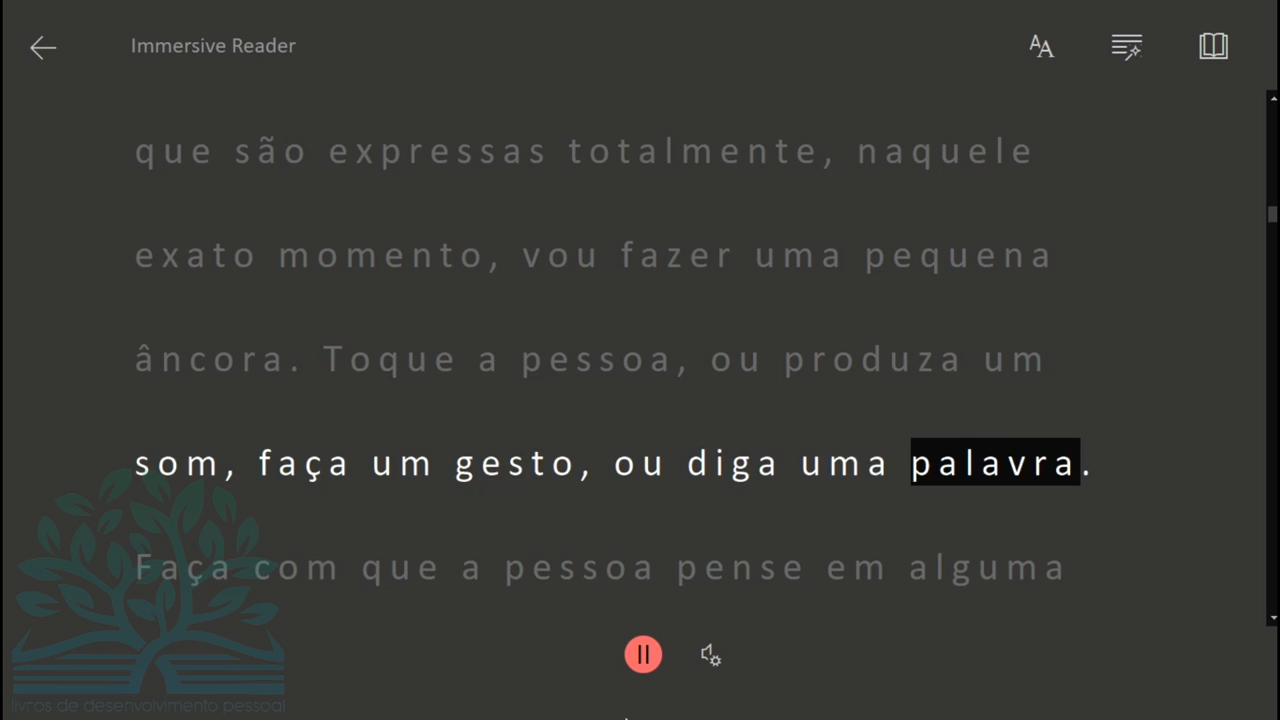 Immersive Reader
que são expressas totalmente, naquele
exato momento, vou fazer uma pequena
âncora. Toque a pessoa, ou produza um
som, faça um gesto, ou diga uma palavra.
Faça com que a pessoa pense em alguma
livros de desenvolvimento pessoal